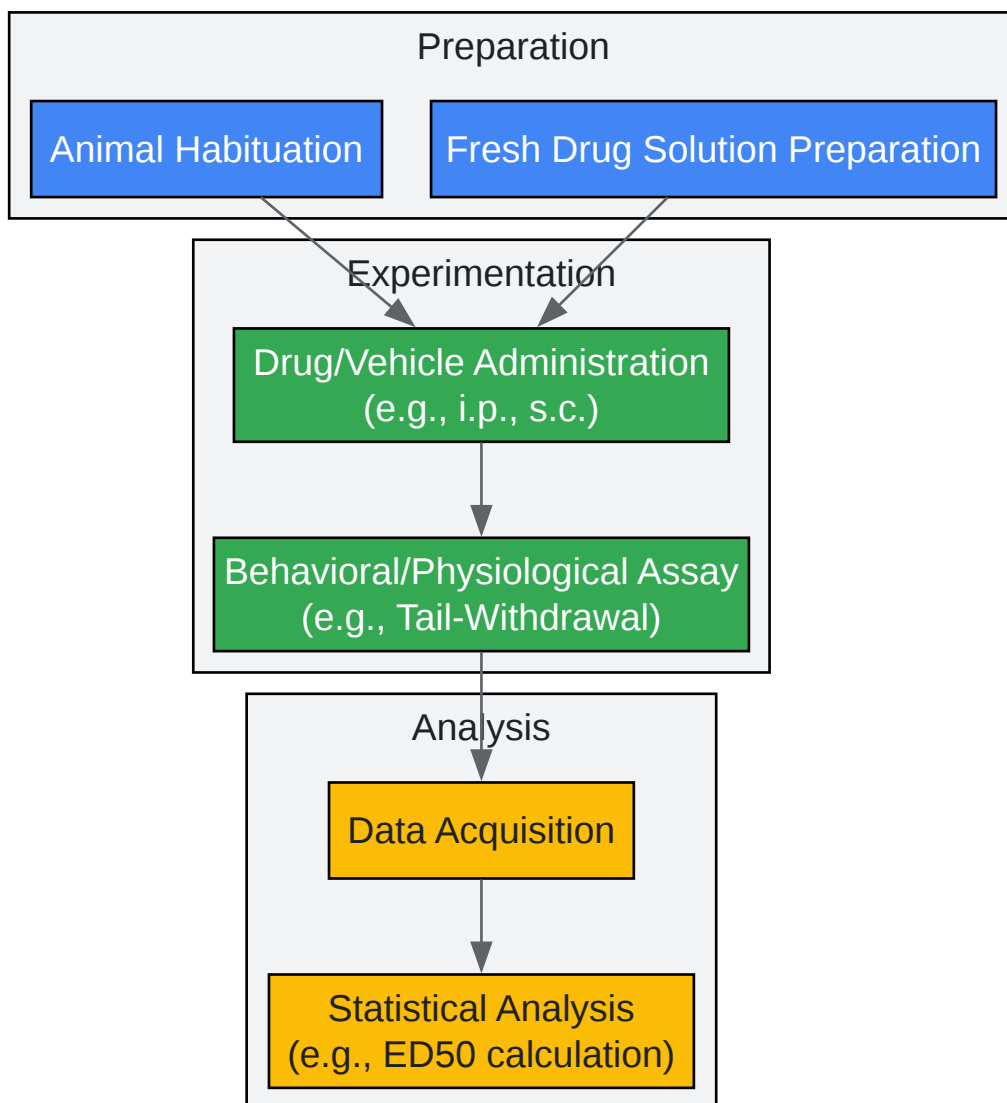 Preparation
Animal Habituation
Fresh Drug Solution Preparation
Experimentation
Drug/Vehicle Administration
(e.g., i.p., s.c.)
Behavioral/Physiological Assay
(e.g., Tail-Withdrawal)
Analysis
Data Acquisition
Statistical Analysis
(e.g., ED50 calculation)